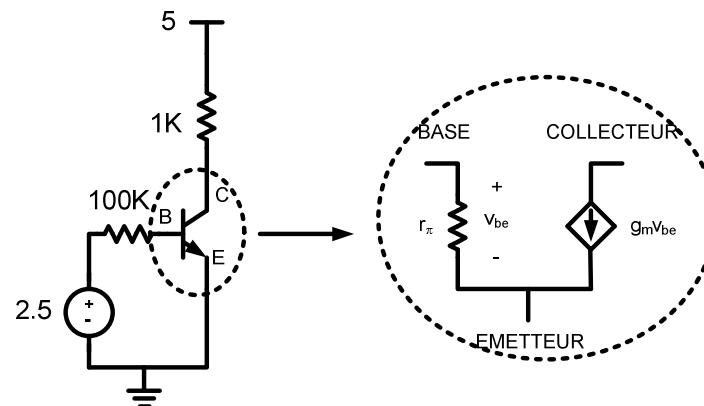 5
1K
100K
B
C
E
2.5
+
-
BASE
COLLECTEUR
+
rπ
vbe
-
gmvbe
EMETTEUR